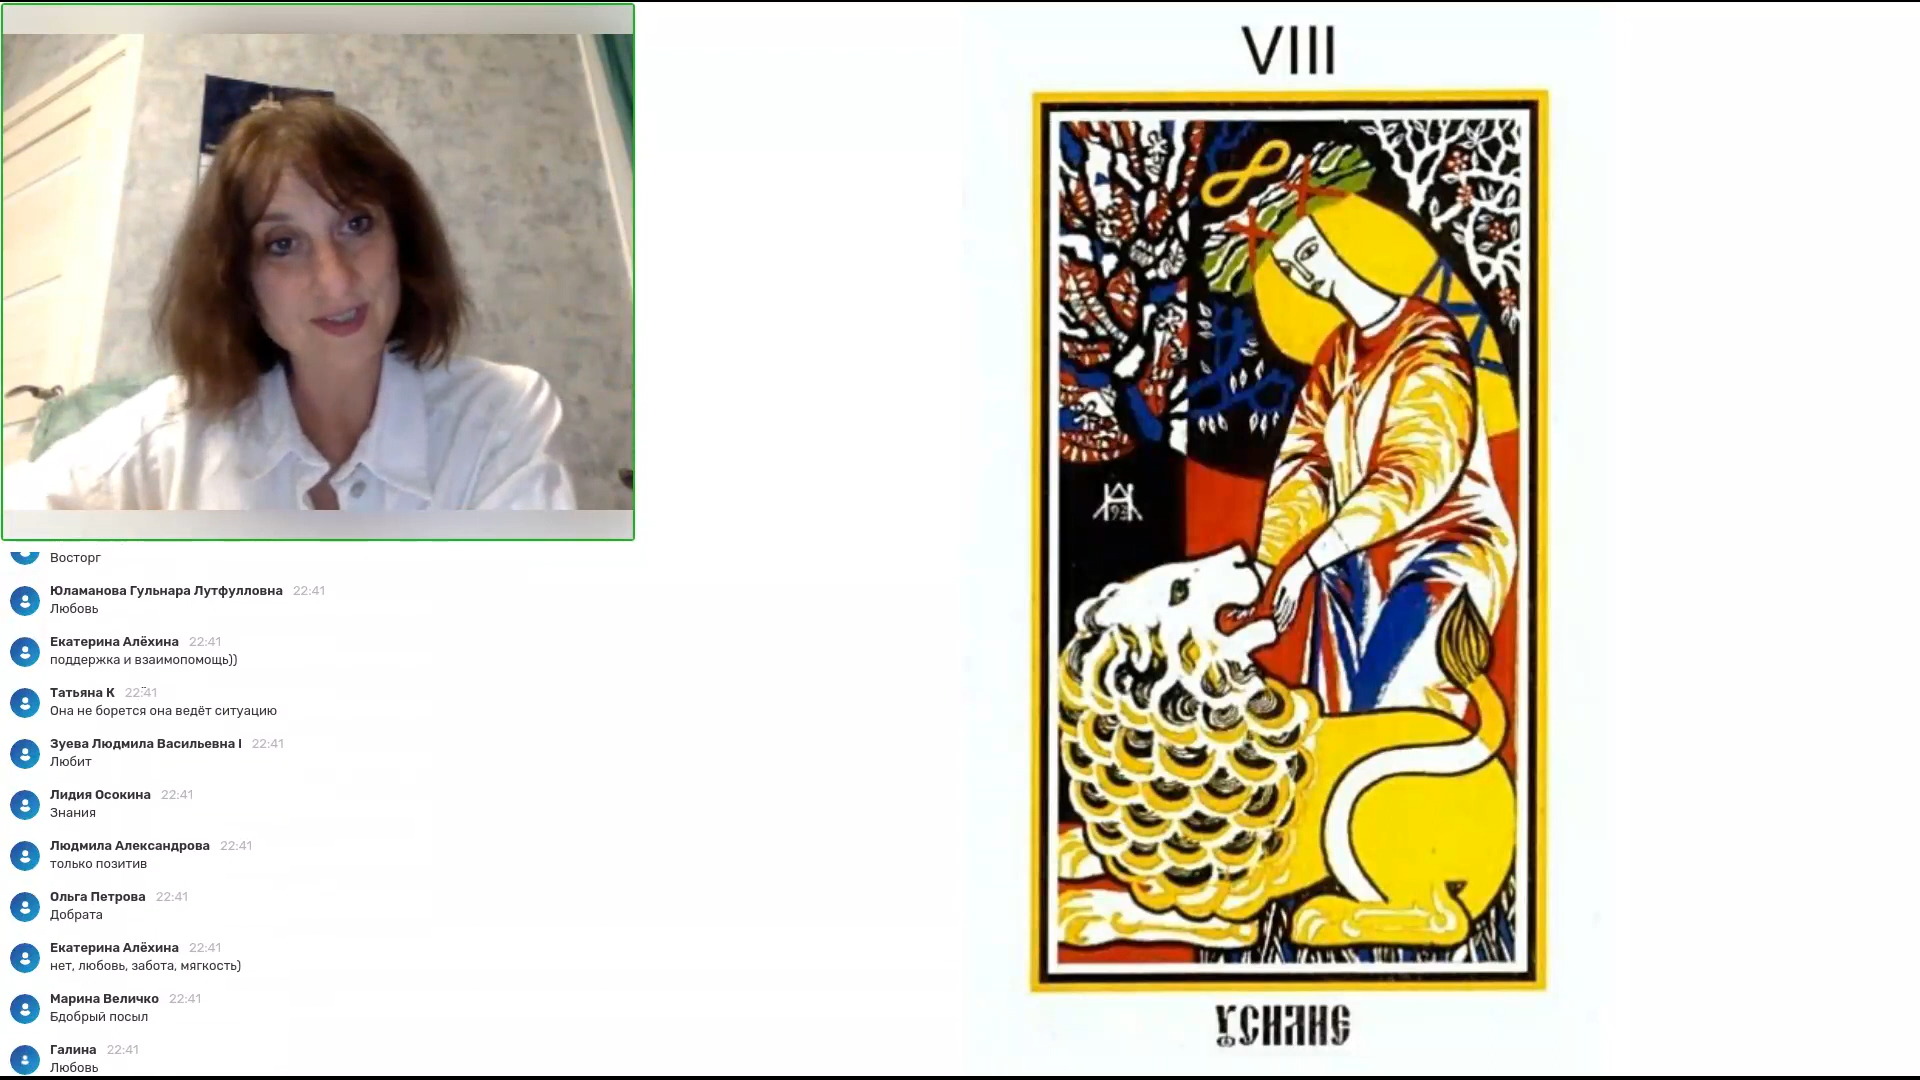 VIII
УСИЛИЕ
Восторг
Юламанова Гульнара Лутфулловна 22:41
Любовь
Екатерина Алёхина 22:41
поддержка и взаимопомощь))
Татьяна К 22:41
Она не борется она ведёт ситуацию
Зуева Людмила Васильевна I 22:41
Любит
Лидия Осокина 22:41
Знания
Людмила Александрова 22:41
только позитив
Ольга Петрова 22:41
Добрата
Екатерина Алёхина 22:41
нет, любовь, забота, мягкость)
Марина Величко 22:41
Бдобрый посыл
Галина 22:41
Любовь